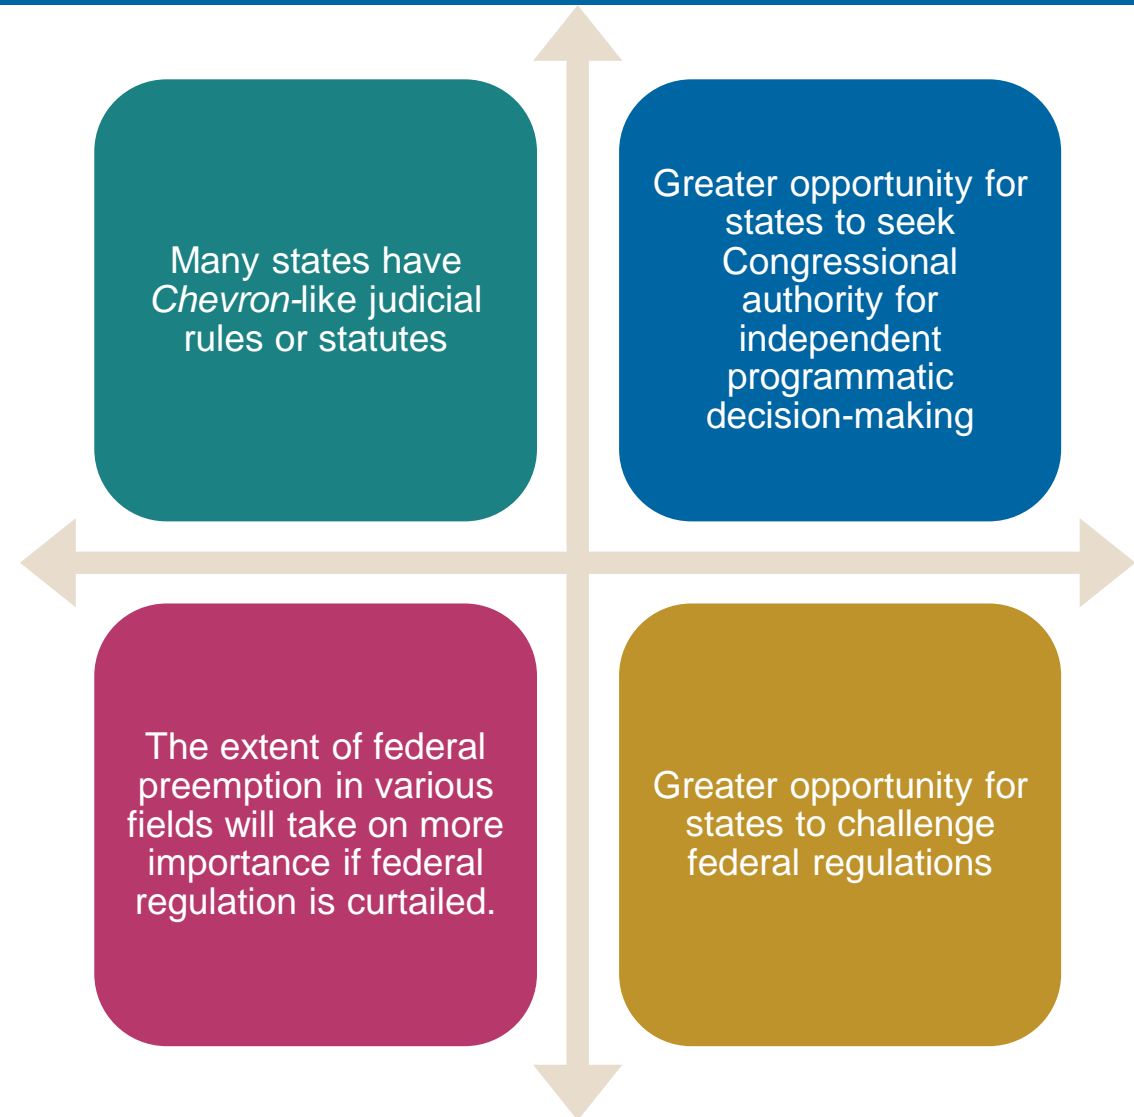 Many states have
Chevron-like judicial
rules or statutes
Greater opportunity for
states to seek
Congressional
authority for
independent
programmatic
decision-making
The extent of federal
preemption in various
fields will take on more
importance if federal
regulation is curtailed.
Greater opportunity for
states to challenge
federal regulations